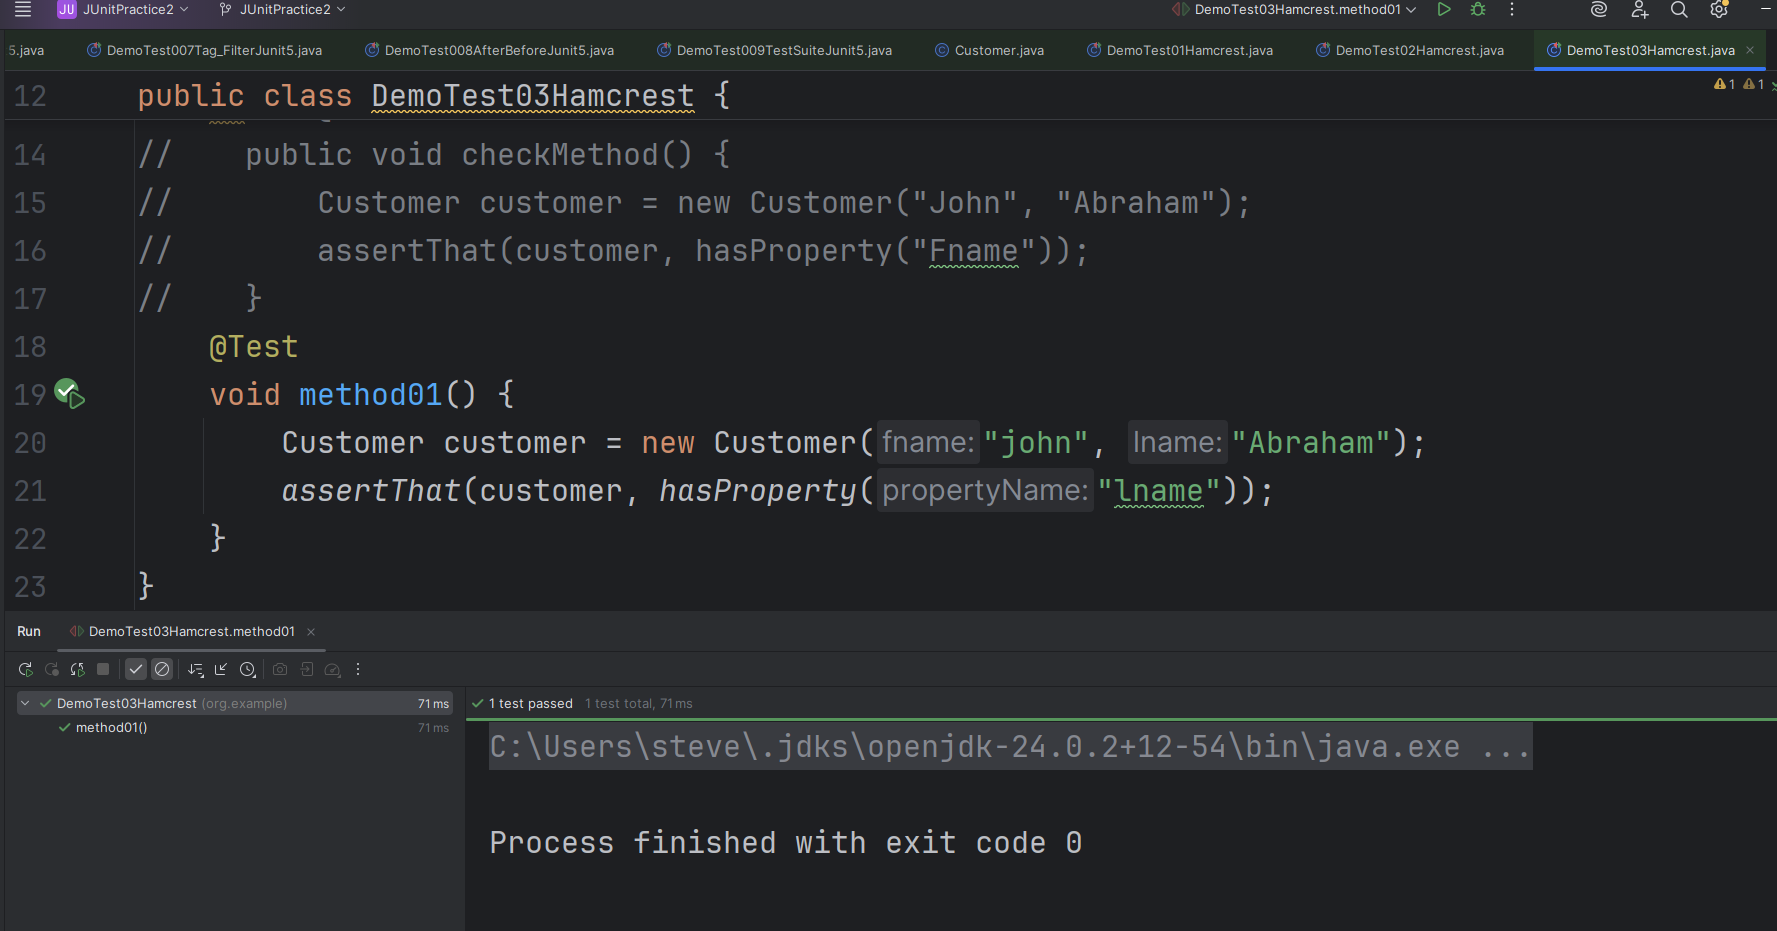 JU JUnitPractice2 JUnitPractice2 DemoTest03Hamcrest.method01
5.java DemoTest007Tag_FilterJunit5.java DemoTest008AfterBeforeJunit5.java DemoTest009TestSuiteJunit5.java Customer.java DemoTest01Hamcrest.java DemoTest02Hamcrest.java DemoTest03Hamcrest.java
12 public class DemoTest03Hamcrest { 1 1
14 // public void checkMethod() {
15 // Customer customer = new Customer("John", "Abraham");
16 // assertThat(customer, hasProperty("Fname"));
17 // }
18 @Test
19 void method01() {
20 Customer customer = new Customer( fname: "john", lname: "Abraham");
21 assertThat(customer, hasProperty( propertyName: "lname"));
22 }
23 }
Run DemoTest03Hamcrest.method01
DemoTest03Hamcrest (org.example) 71 ms
method01() 71 ms
1 test passed 1 test total, 71 ms
C:\Users\steve\.jdks\openjdk-24.0.2+12-54\bin\java.exe ...
Process finished with exit code 0